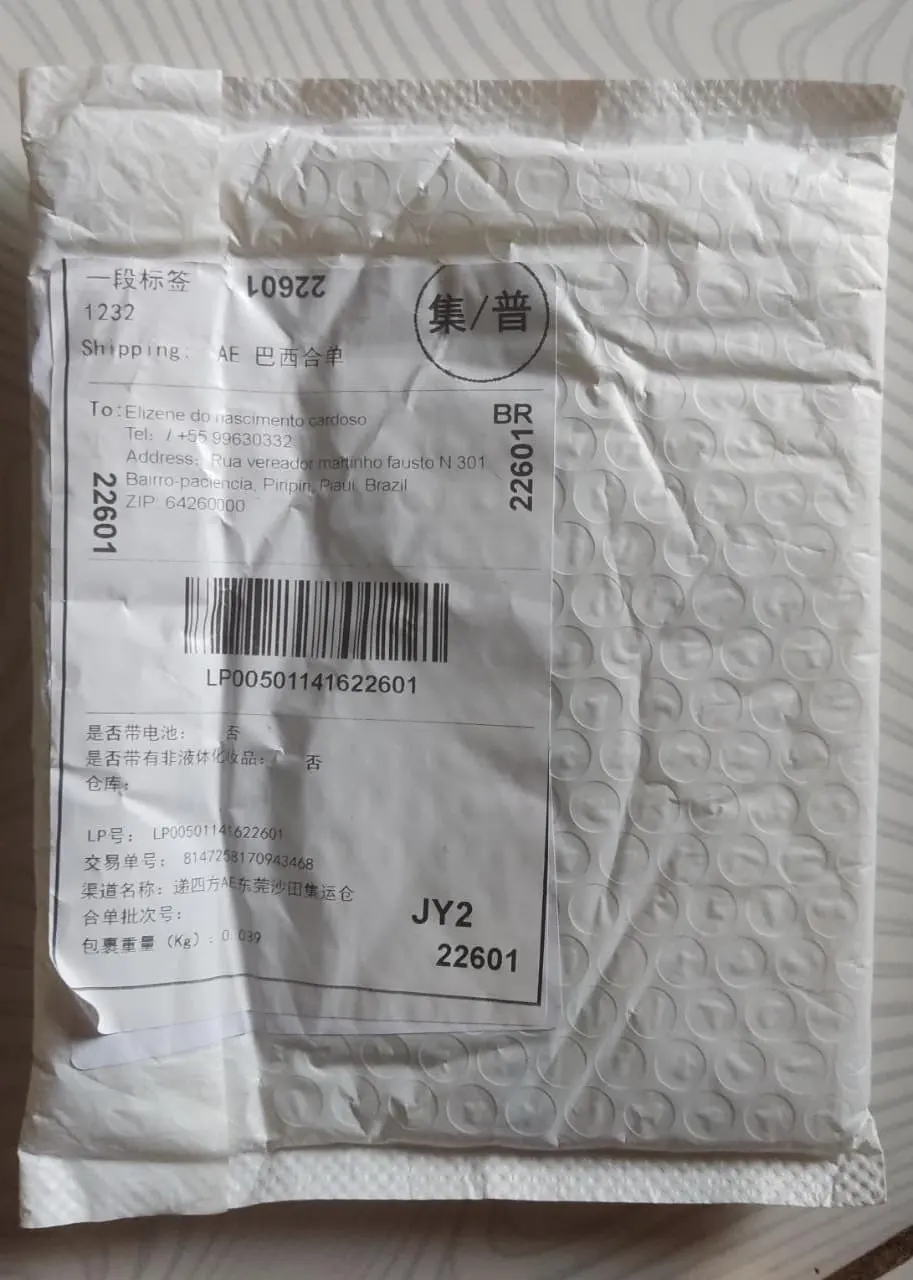 一段标签
22601
集/普
1232
Shipping: AE 巴西合单
To: Elizene do nascimento cardoso
BR
Tel: / +55 99630332
22601
Address: Rua vereador martinho fausto N 301
22601
Bairro-paciencia, Piripiri, Piaui, Brazil
ZIP: 64260000
LP00501141622601
是否带电池: 否
是否带有非液体化妆品: 否
仓库:
LP号: LP00501141622601
交易单号: 8147258170943468
渠道名称: 递四方AE东莞沙田集运仓
合单批次号:
JY2
包裹重量 (Kg): 0.039
22601